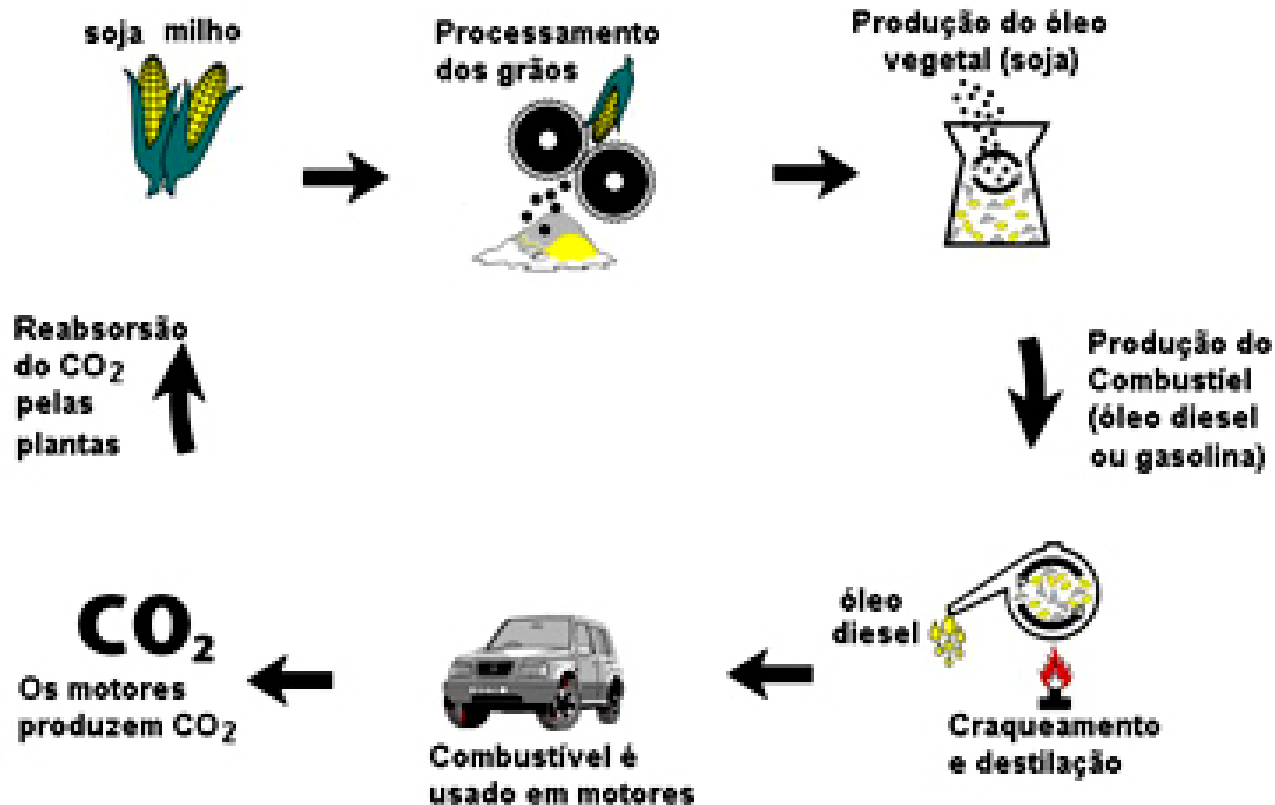 soja milho
Processamento
dos grãos
Produção do óleo
vegetal (soja)
Produção do
Combustíel
(óleo diesel
ou gasolina)
óleo
diesel
Craqueamento
e destilação
Combustível é
usado em motores
CO2
Os motores
produzem CO2
Reabsorsão
do CO2
pelas
plantas